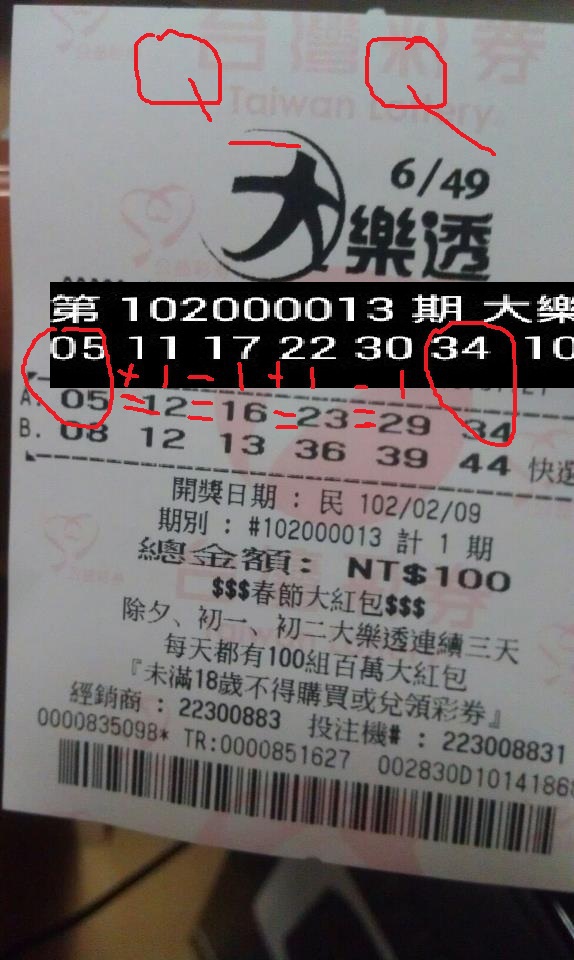 台灣彩券
Taiwan Lottery
6/49
大樂透
第 102000013 期 大樂
05 11 17 22 30 34 10
+ 1 - 1 + 1 - 1
A. 05 = 12 = 16 = 23 = 29 34
B. 08 12 13 36 39 44 快選
開獎日期 : 民 102/02/09
期別 : #102000013 計 1 期
總金額: NT$100
$$$春節大紅包$$$
除夕、初一、初二大樂透連續三天
每天都有100組百萬大紅包
『未滿18歲不得購買或兌領彩券』
經銷商 : 22300883 投注機# : 223008831
0000835098* TR:0000851627 002830D10141868